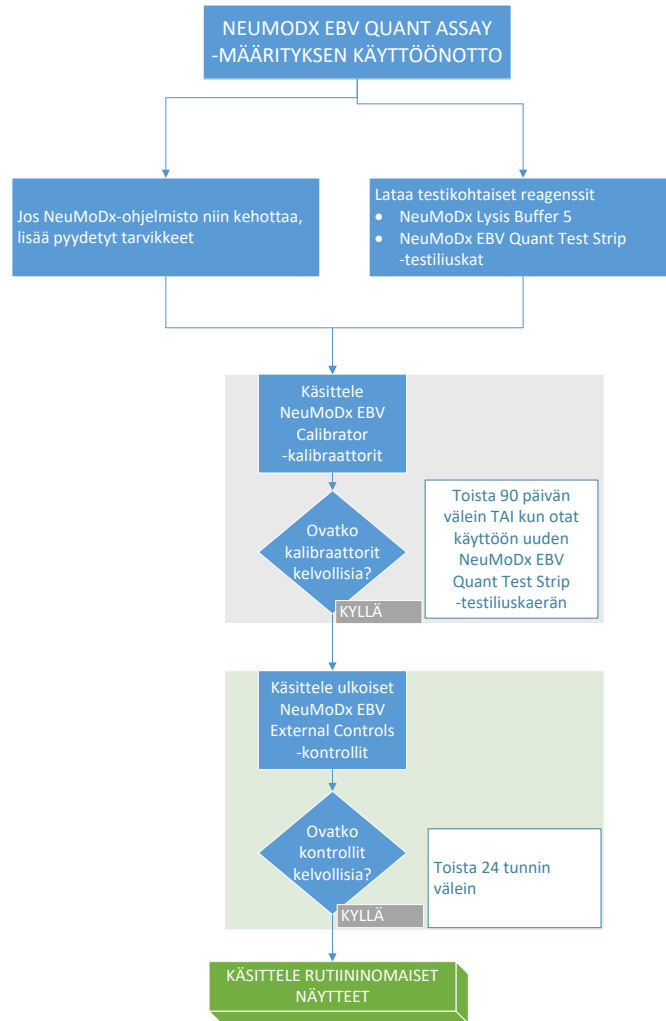 NEUMODX EBV QUANT ASSAY
-MÄÄRITYKSEN KÄYTTÖÖNOTTO
Jos NeuMoDx-ohjelmisto niin kehottaa,
lisää pyydetyt tarvikkeet
Lataa testikohtaiset reagenssit
• NeuMoDx Lysis Buffer 5
• NeuMoDx EBV Quant Test Strip
-testiliuskat
Käsittele
NeuMoDx EBV
Calibrator
-kalibraattorit
Ovatko
kalibraattorit
kelvollisia?
KYLLÄ
Toista 90 päivän
välein TAI kun otat
käyttöön uuden
NeuMoDx EBV
Quant Test Strip
-testiliuskaerän
Käsittele ulkoiset
NeuMoDx EBV
External Controls
-kontrollit
Ovatko
kontrollit
kelvollisia?
KYLLÄ
Toista 24 tunnin
välein
KÄSITTELE RUTIININOMAISET
NÄYTTEET